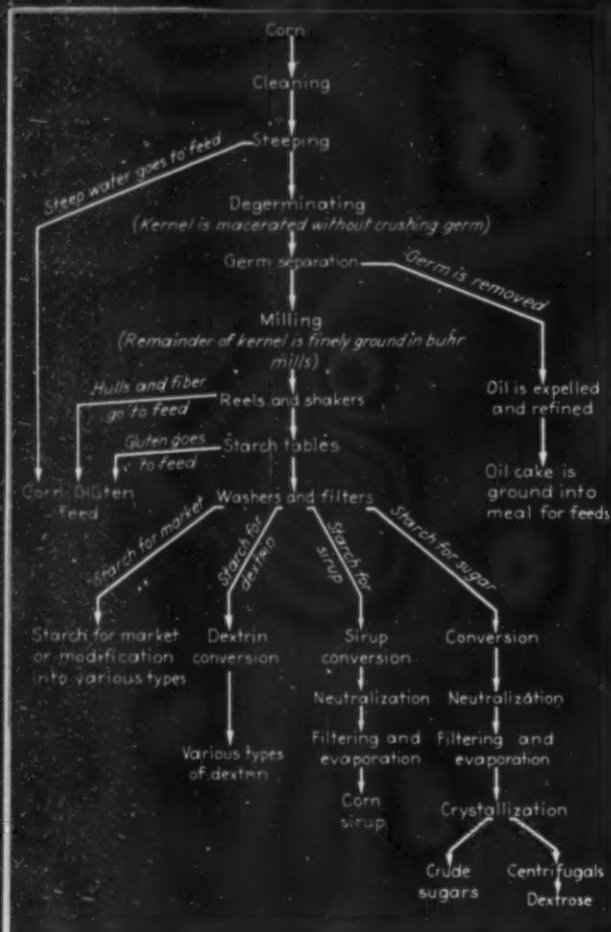 Corn
Cleaning
Steeping
Steep water goes to feed
Degerminating
(Kernel is macerated without crushing germ)
Germ separation
Germ is removed
Milling
(Remainder of kernel is finely ground in buhr
mills)
Oil is expelled
and refined
Hulls and fiber
go to feed
Reels and shakers
Gluten goes
to feed
Starch tables
Oil cake is
ground into
meal for feeds
Corn Gluten
Feed
Washers and filters
Starch for market
Starch for
dextrin
Starch for
sirup
Starch for sugar
Starch for market
or modification
into various types
Dextrin
conversion
Sirup
conversion
Conversion
Neutralization
Neutralization
Various types
of dextrin
Filtering and
evaporation
Filtering and
evaporation
Corn
sirup
Crystallization
Crude
sugars
Centrifugals
Dextrose